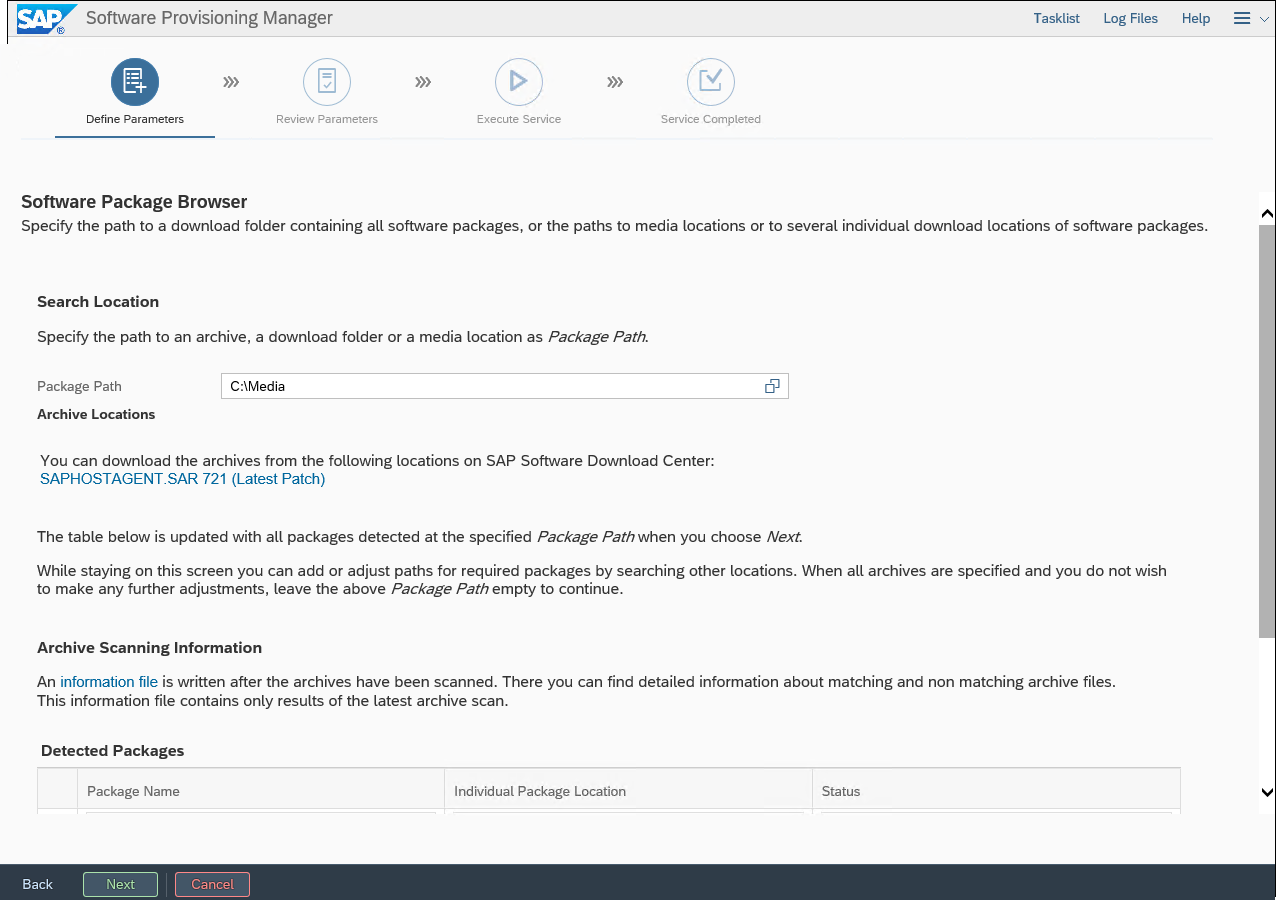 SAP® Software Provisioning Manager Tasklist Log Files Help
Define Parameters Review Parameters Execute Service Service Completed
Software Package Browser
Specify the path to a download folder containing all software packages, or the paths to media locations or to several individual download locations of software packages.
Search Location
Specify the path to an archive, a download folder or a media location as Package Path.
Package Path C:\Media
Archive Locations
You can download the archives from the following locations on SAP Software Download Center:
SAPHOSTAGENT.SAR 721 (Latest Patch)
The table below is updated with all packages detected at the specified Package Path when you choose Next.
While staying on this screen you can add or adjust paths for required packages by searching other locations. When all archives are specified and you do not wish
to make any further adjustments, leave the above Package Path empty to continue.
Archive Scanning Information
An information file is written after the archives have been scanned. There you can find detailed information about matching and non matching archive files.
This information file contains only results of the latest archive scan.
Detected Packages
Package Name Individual Package Location Status
Back Next Cancel